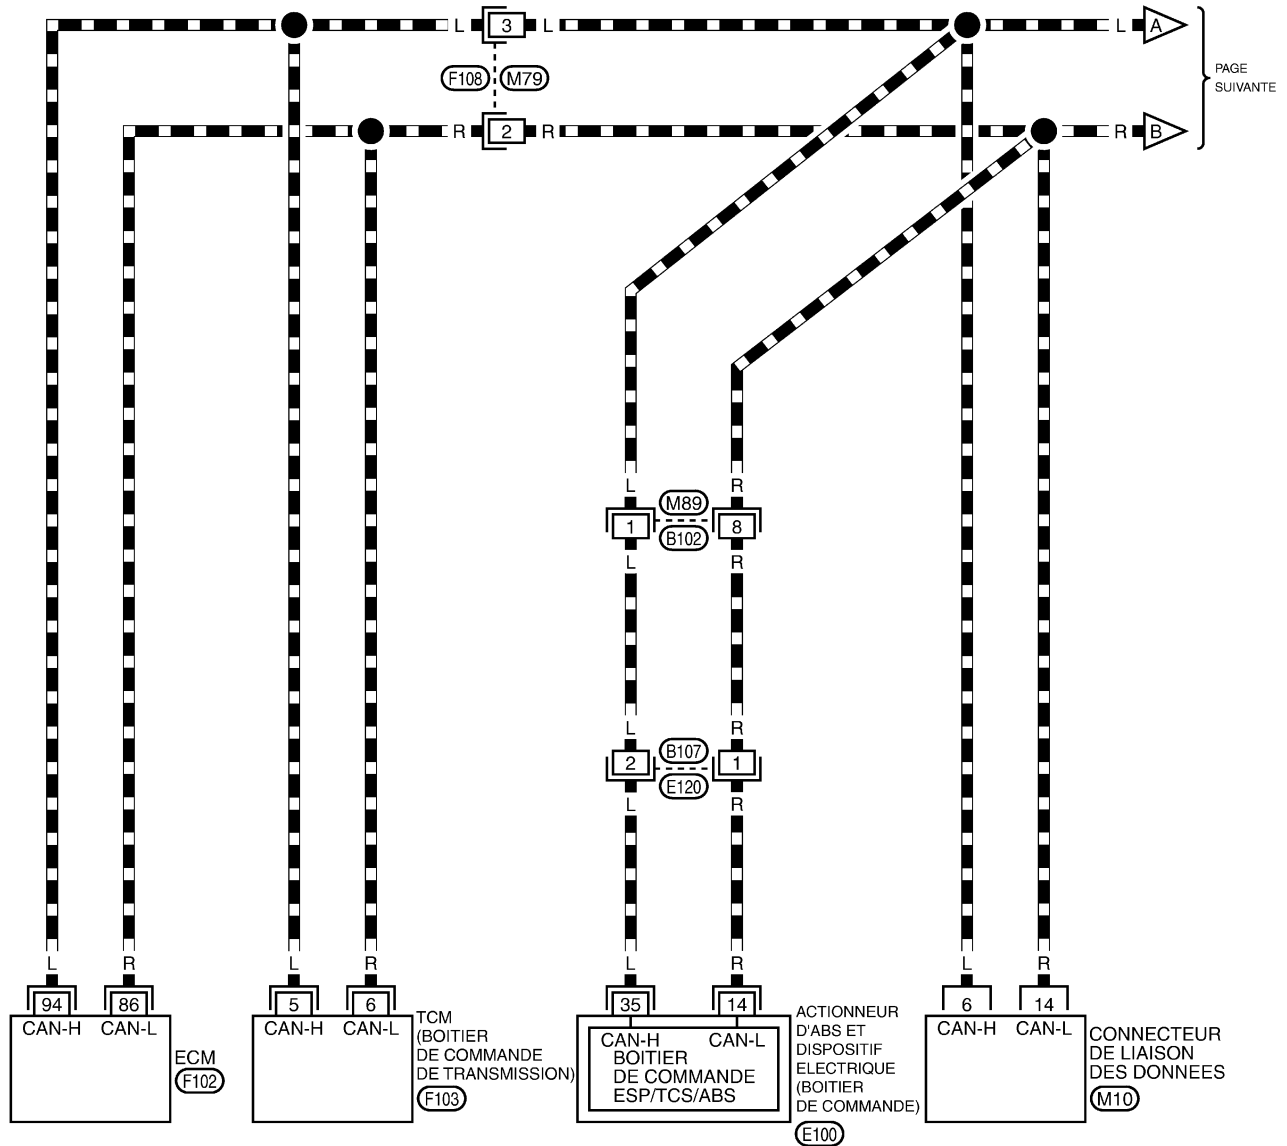 L 3 L L A
F108 M79
PAGE
SUIVANTE
R 2 R R B
L R
M89
1 8
B102
L R
L R
B107
2 1
E120
L R
L R L R L R L R
94 86 5 6 35 14 6 14
CAN-H CAN-L
ECM
F102
CAN-H CAN-L
TCM
(BOITIER
DE COMMANDE
DE TRANSMISSION)
F103
CAN-H CAN-L
BOITIER
DE COMMANDE
ESP/TCS/ABS
ACTIONNEUR
D'ABS ET
DISPOSITIF
ELECTRIQUE
(BOITIER
DE COMMANDE)
E100
CAN-H CAN-L
CONNECTEUR
DE LIAISON
DES DONNEES
M10